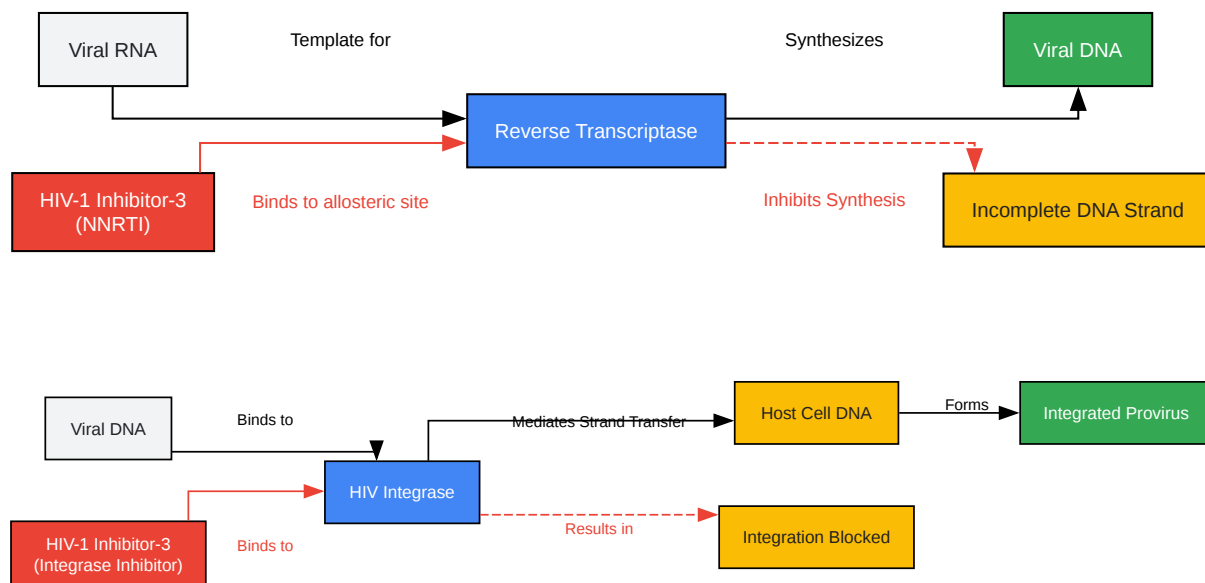 Viral RNA
Template for
Synthesizes
Viral DNA
Reverse Transcriptase
HIV-1 Inhibitor-3
(NNRTI)
Binds to allosteric site
Inhibits Synthesis
Incomplete DNA Strand
Viral DNA
Binds to
Mediates Strand Transfer
Host Cell DNA
Forms
Integrated Provirus
HIV Integrase
HIV-1 Inhibitor-3
(Integrase Inhibitor)
Binds to
Results in
Integration Blocked